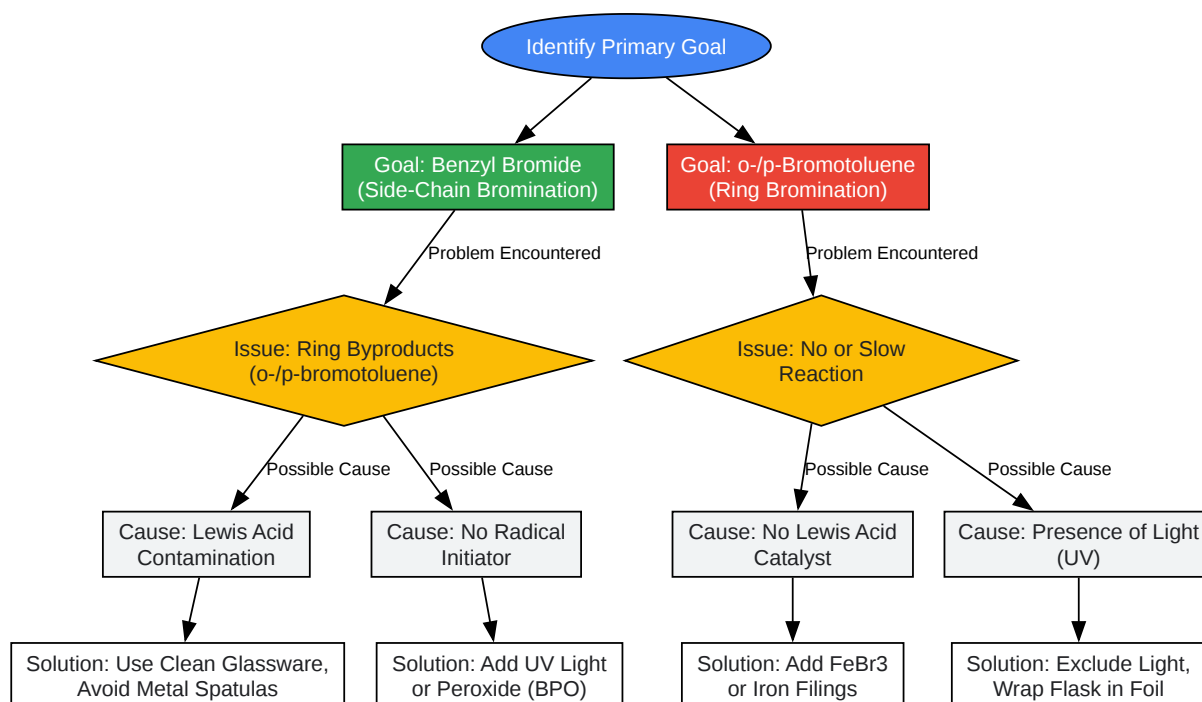 Identify Primary Goal
Goal: Benzyl Bromide
(Side-Chain Bromination)
Goal: o-/p-Bromotoluene
(Ring Bromination)
Problem Encountered
Problem Encountered
Issue: Ring Byproducts
(o-/p-bromotoluene)
Issue: No or Slow
Reaction
Possible Cause
Possible Cause
Possible Cause
Possible Cause
Cause: Lewis Acid
Contamination
Cause: No Radical
Initiator
Cause: No Lewis Acid
Catalyst
Cause: Presence of Light
(UV)
Solution: Use Clean Glassware,
Avoid Metal Spatulas
Solution: Add UV Light
or Peroxide (BPO)
Solution: Add FeBr3
or Iron Filings
Solution: Exclude Light,
Wrap Flask in Foil